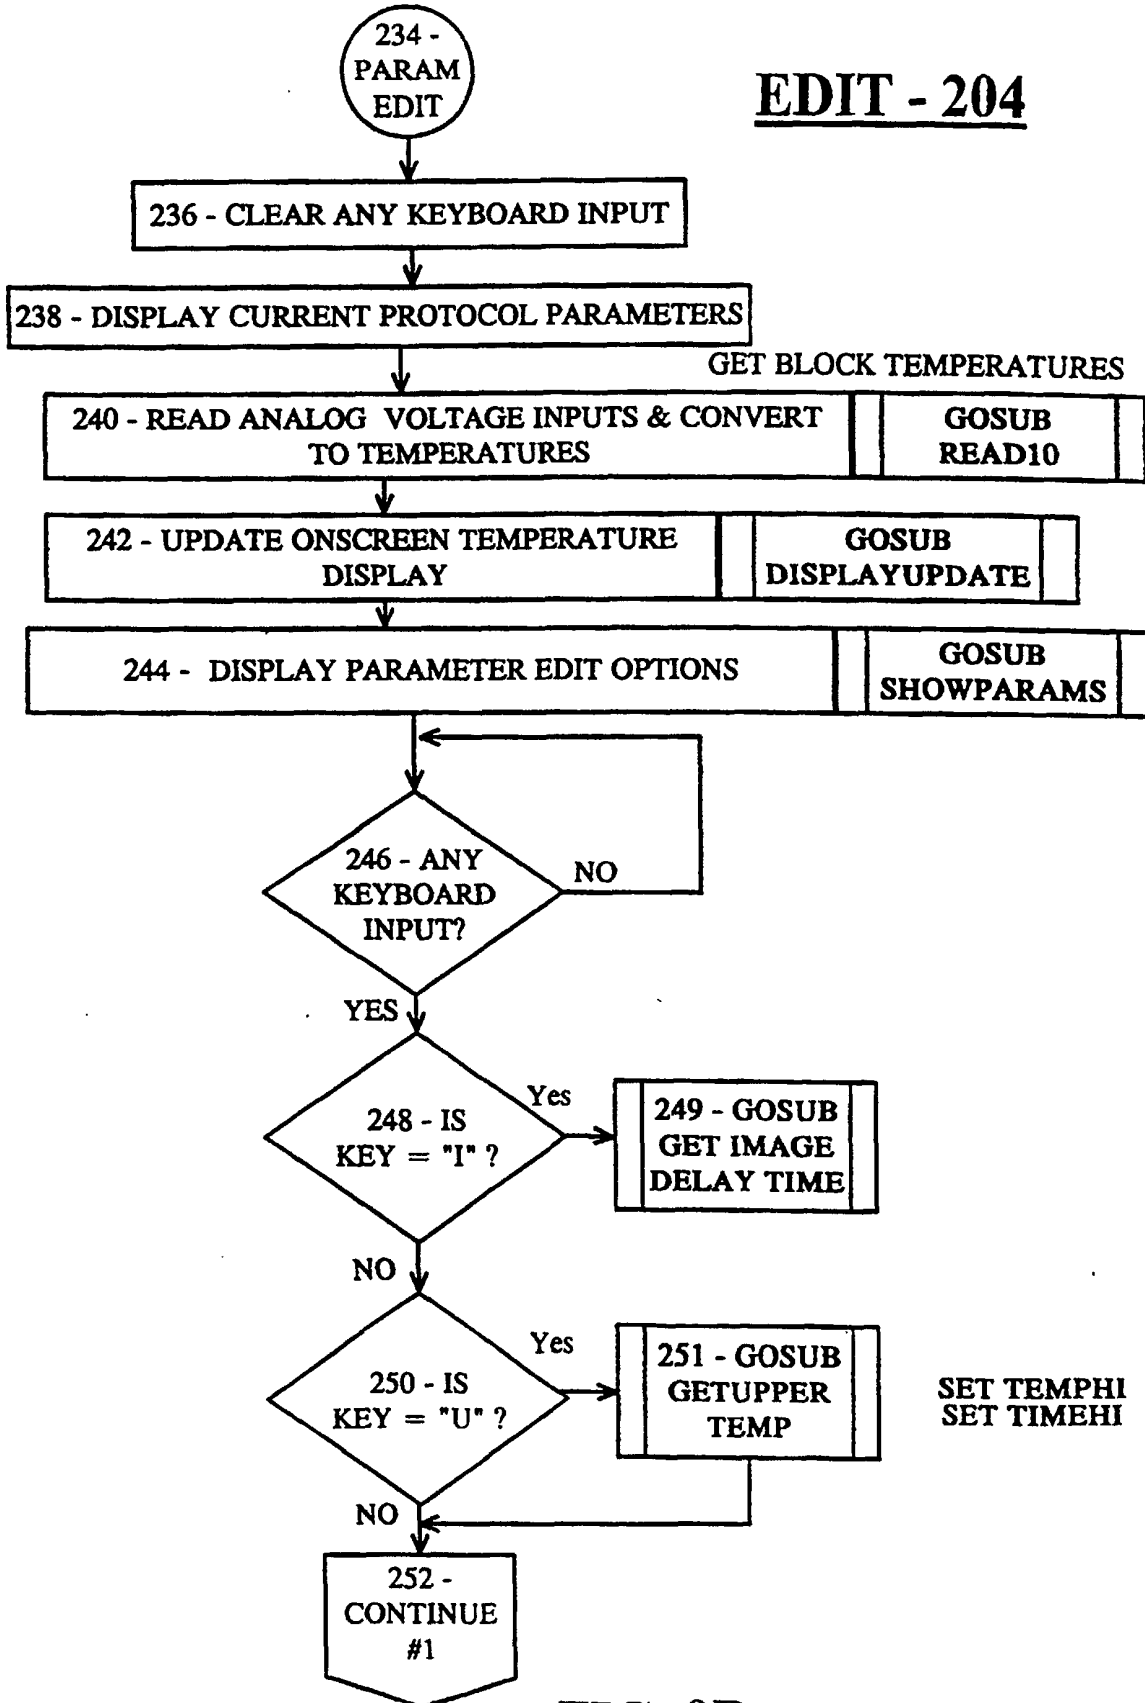 234 -
PARAM
EDIT
EDIT - 204
236 - CLEAR ANY KEYBOARD INPUT
238 - DISPLAY CURRENT PROTOCOL PARAMETERS
GET BLOCK TEMPERATURES
240 - READ ANALOG VOLTAGE INPUTS & CONVERT
TO TEMPERATURES
GOSUB
READ10
242 - UPDATE ONSCREEN TEMPERATURE
DISPLAY
GOSUB
DISPLAYUPDATE
244 - DISPLAY PARAMETER EDIT OPTIONS
GOSUB
SHOWPARAMS
246 - ANY
KEYBOARD
INPUT?
NO
YES
248 - IS
KEY = "I" ?
Yes
249 - GOSUB
GET IMAGE
DELAY TIME
NO
250 - IS
KEY = "U" ?
Yes
251 - GOSUB
GETUPPER
TEMP
SET TEMPHI
SET TIMEHI
NO
252 -
CONTINUE
#1